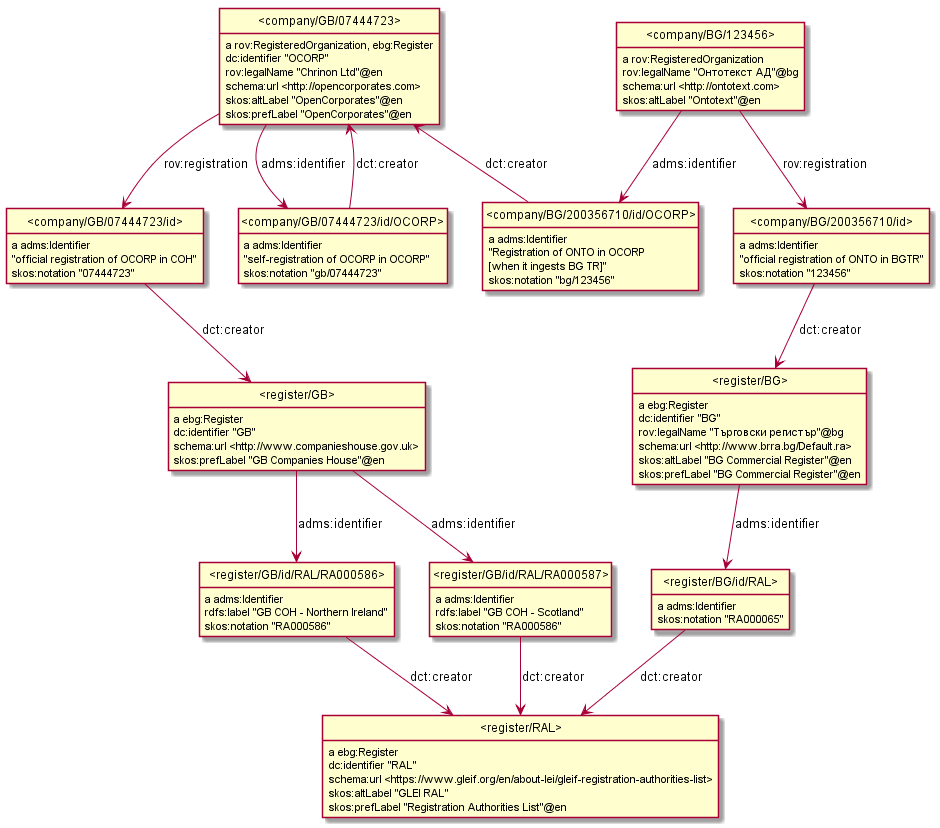 <company/GB/07444723>
a rov:RegisteredOrganization, ebg:Register
dc:identifier "OCORP"
rov:legalName "Chrinon Ltd"@en
schema:url <http://opencorporates.com>
skos:altLabel "OpenCorporates"@en
skos:prefLabel "OpenCorporates"@en
<company/BG/123456>
a rov:RegisteredOrganization
rov:legalName "Онтотекст АД"@bg
schema:url <http://ontotext.com>
skos:altLabel "Ontotext"@en
rov:registration
adms:identifier
dct:creator
dct:creator
adms:identifier
rov:registration
<company/GB/07444723/id>
a adms:Identifier
"official registration of OCORP in COH"
skos:notation "07444723"
<company/GB/07444723/id/OCORP>
a adms:Identifier
"self-registration of OCORP in OCORP"
skos:notation "gb/07444723"
<company/BG/200356710/id/OCORP>
a adms:Identifier
"Registration of ONTO in OCORP
[when it ingests BG TR]"
skos:notation "bg/123456"
<company/BG/200356710/id>
a adms:Identifier
"official registration of ONTO in BGTR"
skos:notation "123456"
dct:creator
dct:creator
<register/GB>
a ebg:Register
dc:identifier "GB"
schema:url <http://www.companieshouse.gov.uk>
skos:prefLabel "GB Companies House"@en
<register/BG>
a ebg:Register
dc:identifier "BG"
rov:legalName "Търговски регистър"@bg
schema:url <http://www.brra.bg/Default.ra>
skos:altLabel "BG Commercial Register"@en
skos:prefLabel "BG Commercial Register"@en
adms:identifier
adms:identifier
adms:identifier
<register/GB/id/RAL/RA000586>
a adms:Identifier
rdfs:label "GB COH - Northern Ireland"
skos:notation "RA000586"
<register/GB/id/RAL/RA000587>
a adms:Identifier
rdfs:label "GB COH - Scotland"
skos:notation "RA000586"
<register/BG/id/RAL>
a adms:Identifier
skos:notation "RA000065"
dct:creator
dct:creator
dct:creator
<register/RAL>
a ebg:Register
dc:identifier "RAL"
schema:url <https://www.gleif.org/en/about-lei/gleif-registration-authorities-list>
skos:altLabel "GLEI RAL"
skos:prefLabel "Registration Authorities List"@en